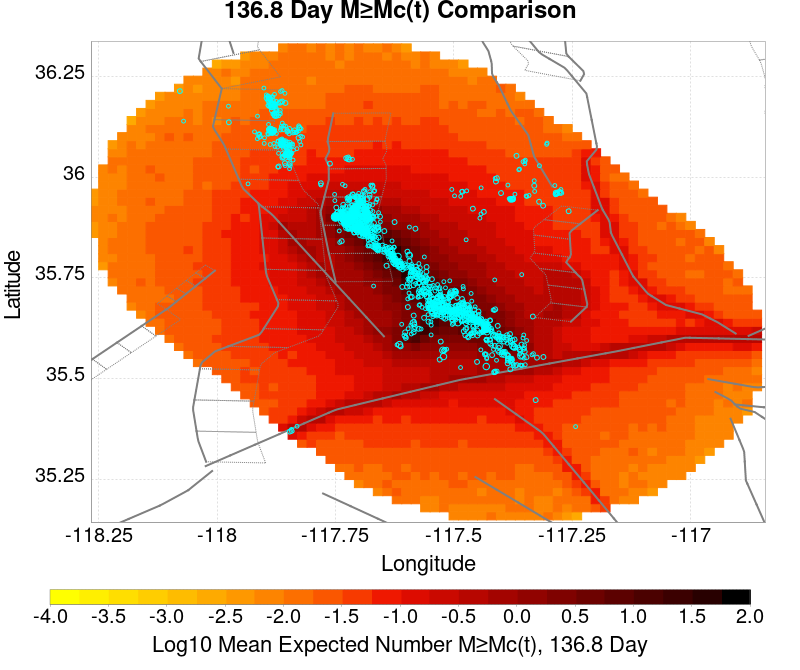 136.8 Day M≥Mc(t) Comparison
36.25
36
35.75
35.5
35.25
Latitude
-118.25 -118 -117.75 -117.5 -117.25 -117
Longitude
-4.0 -3.5 -3.0 -2.5 -2.0 -1.5 -1.0 -0.5 0.0 0.5 1.0 1.5 2.0
Log10 Mean Expected Number M≥Mc(t), 136.8 Day